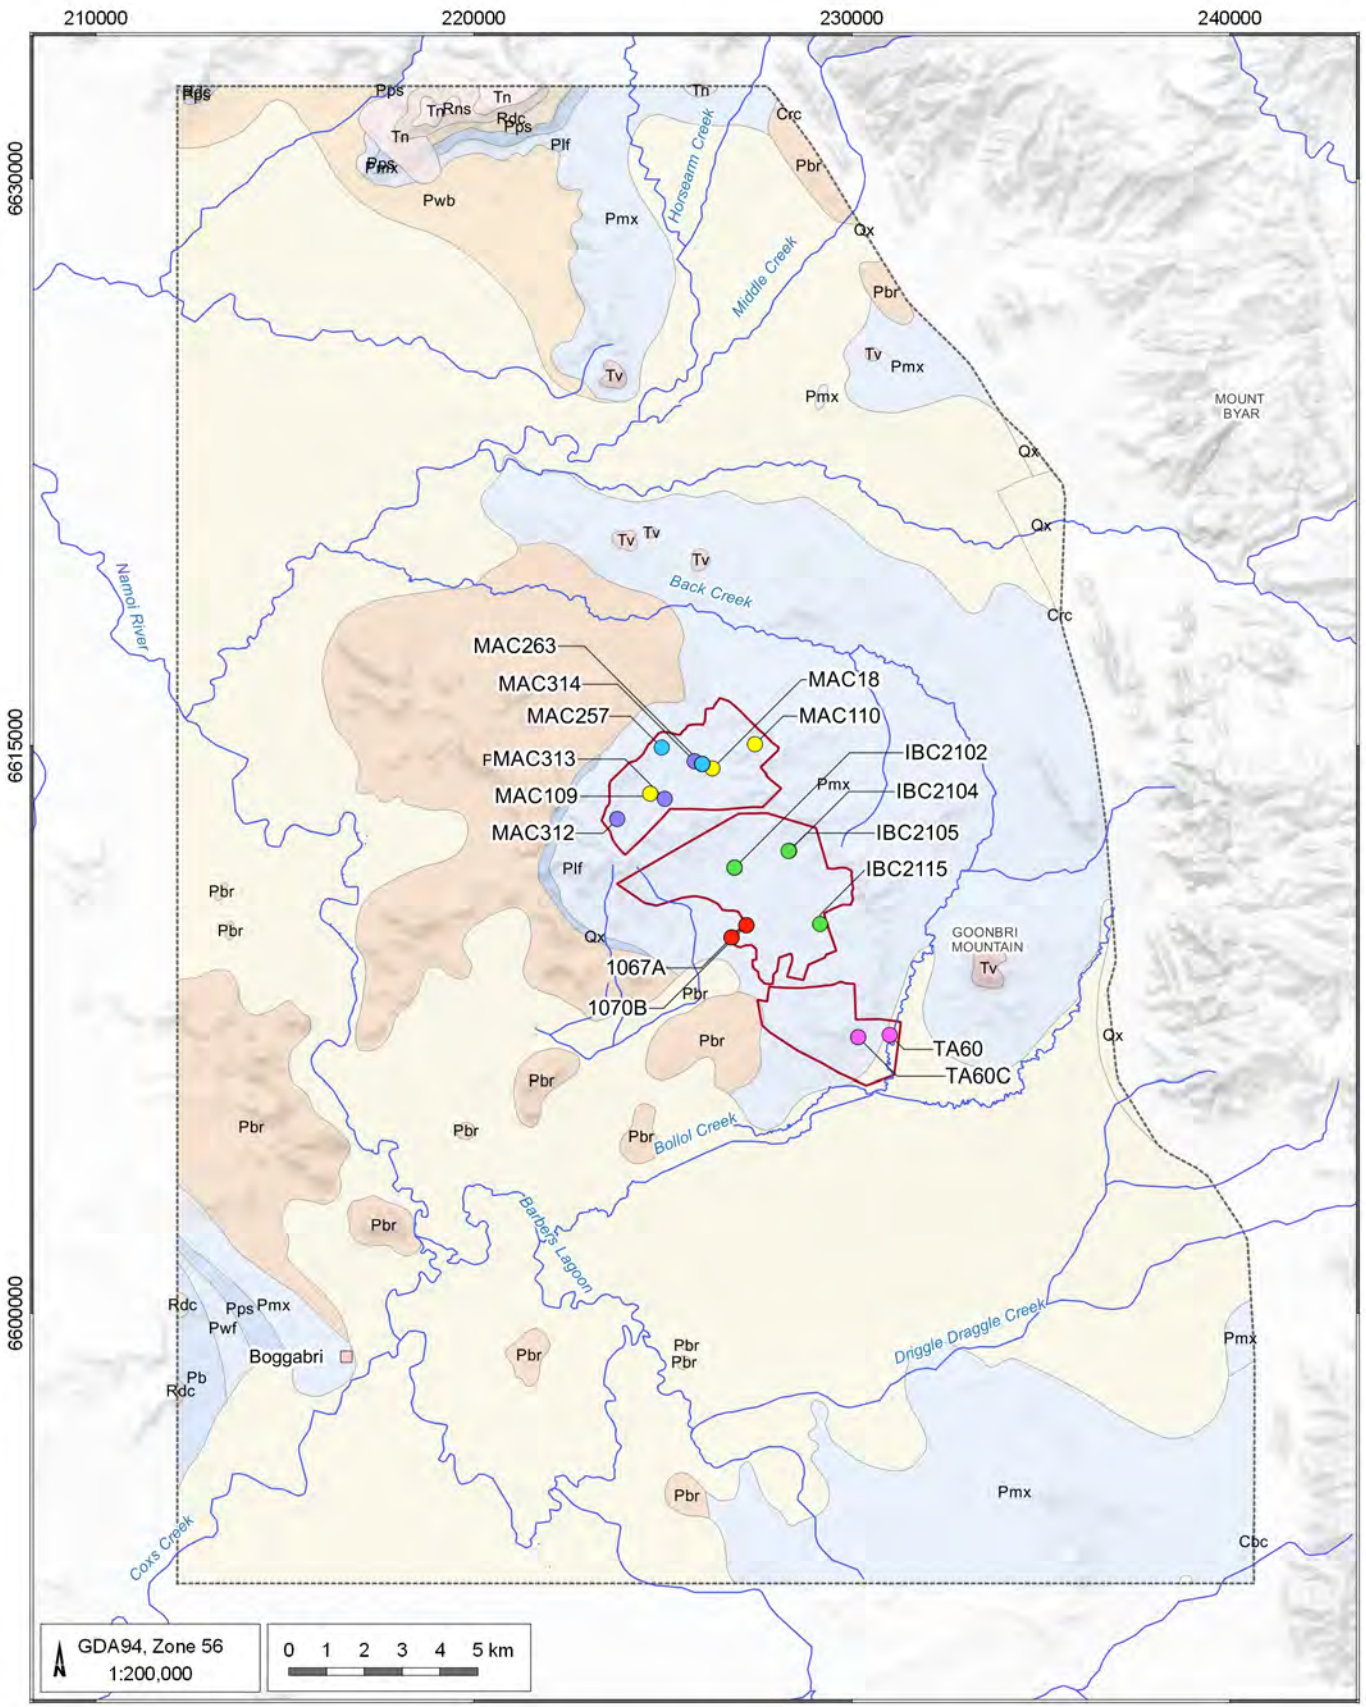 210000 220000 230000 240000
6630000
6615000
6600000
Pps
Tn
Tn
Tn
Rns
Rdc
Pps
Tn
Crc
Plf
Pps
Pmx
Pwb
Pmx
Pbr
Horsearm Creek
Qx
Middle Creek
Pbr
Tv
Tv
Pmx
Pmx
MOUNT
BYAR
Qx
Qx
Tv
Tv
Tv
Back Creek
Namoi River
Crc
MAC263
MAC314
MAC257
MAC18
MAC110
MAC313
IBC2102
Pmx
IBC2104
MAC109
MAC312
IBC2105
IBC2115
Plf
Pbr
Pbr
Qx
GOONBRI
MOUNTAIN
Tv
1067A
1070B
Pbr
Pbr
Qx
TA60
TA60C
Pbr
Pbr
Pbr
Pbr
Bollol Creek
Pbr
Barbers Lagoon
Rdc
Pps
Pmx
Pwf
Boggabri
Pb
Rdc
Driggle Draggle Creek
Pmx
Pbr
Pbr
Pbr
Pbr
Pmx
Cbc
Coxs Creek
GDA94, Zone 56
1:200,000
N
0 1 2 3 4 5 km